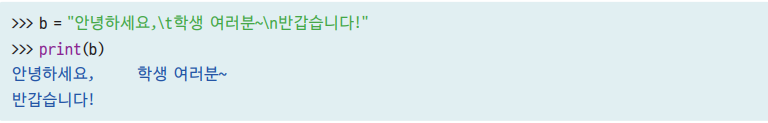 >>> b = "안녕하세요,\t학생 여러분~\n반갑습니다!"
>>> print(b)
안녕하세요,	학생 여러분~
반갑습니다!